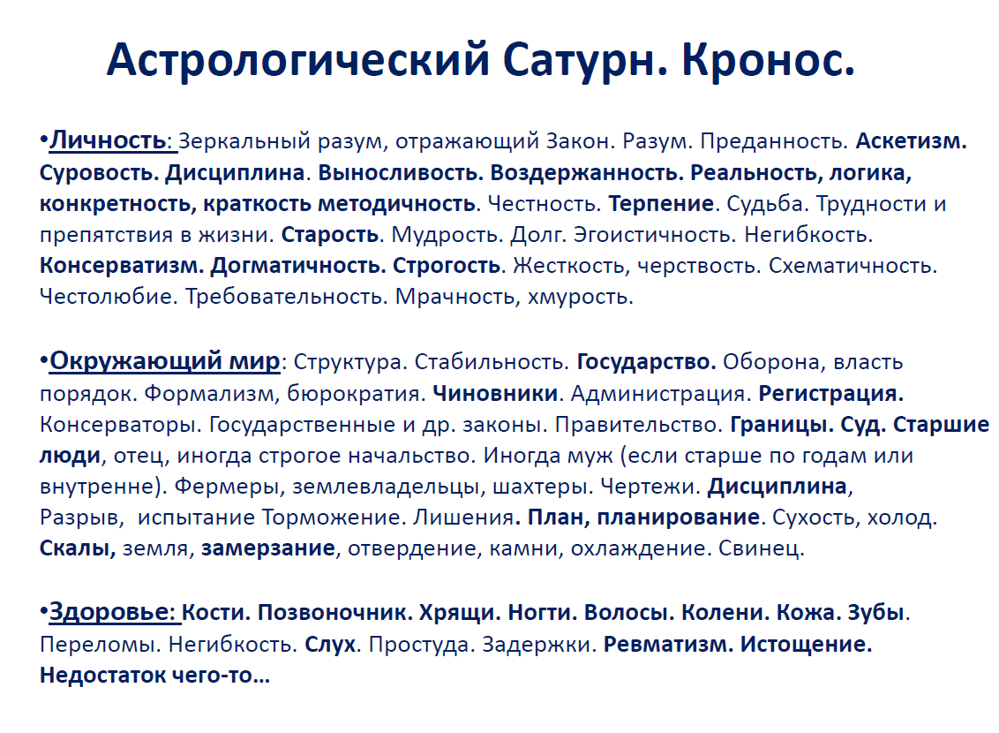 Астрологический Сатурн. Кронос.
•Личность: Зеркальный разум, отражающий Закон. Разум. Преданность. Аскетизм.
Суровость. Дисциплина. Выносливость. Воздержанность. Реальность, логика,
конкретность, краткость методичность. Честность. Терпение. Судьба. Трудности и
препятствия в жизни. Старость. Мудрость. Долг. Эгоистичность. Негибкость.
Консерватизм. Догматичность. Строгость. Жесткость, черствость. Схематичность.
Честолюбие. Требовательность. Мрачность, хмурость.
•Окружающий мир: Структура. Стабильность. Государство. Оборона, власть
порядок. Формализм, бюрократия. Чиновники. Администрация. Регистрация.
Консерваторы. Государственные и др. законы. Правительство. Границы. Суд. Старшие
люди, отец, иногда строгое начальство. Иногда муж (если старше по годам или
внутренне). Фермеры, землевладельцы, шахтеры. Чертежи. Дисциплина,
Разрыв,  испытание Торможение. Лишения. План, планирование. Сухость, холод.
Скалы, земля, замерзание, отвердение, камни, охлаждение. Свинец.
•Здоровье: Кости. Позвоночник. Хрящи. Ногти. Волосы. Колени. Кожа. Зубы.
Переломы. Негибкость. Слух. Простуда. Задержки. Ревматизм. Истощение.
Недостаток чего-то…